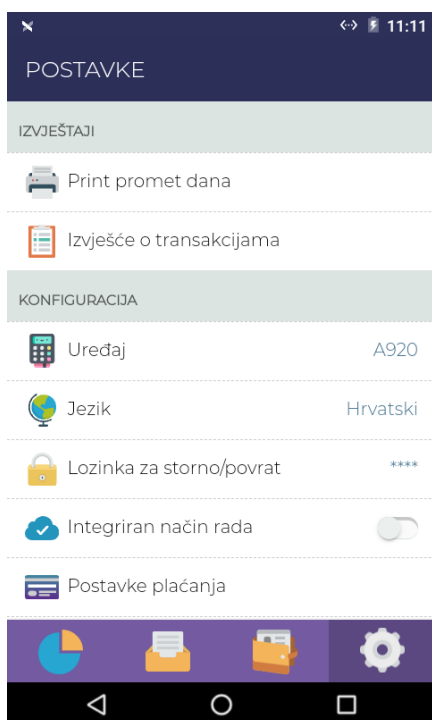 11:11
POSTAVKE
IZVJEŠTAJI
Print promet dana
Izvješće o transakcijama
KONFIGURACIJA
Uređaj A920
Jezik Hrvatski
Lozinka za storno/povrat ****
Integriran način rada
Postavke plaćanja